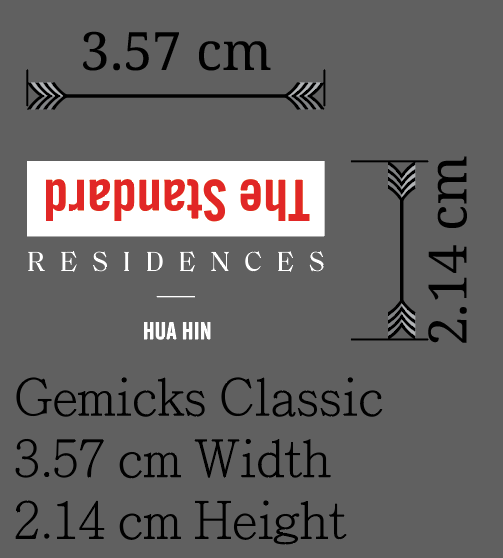 3.57 cm
The Standard
RESIDENCES
HUA HIN
2.14 cm
Gemicks Classic
3.57 cm Width
2.14 cm Height